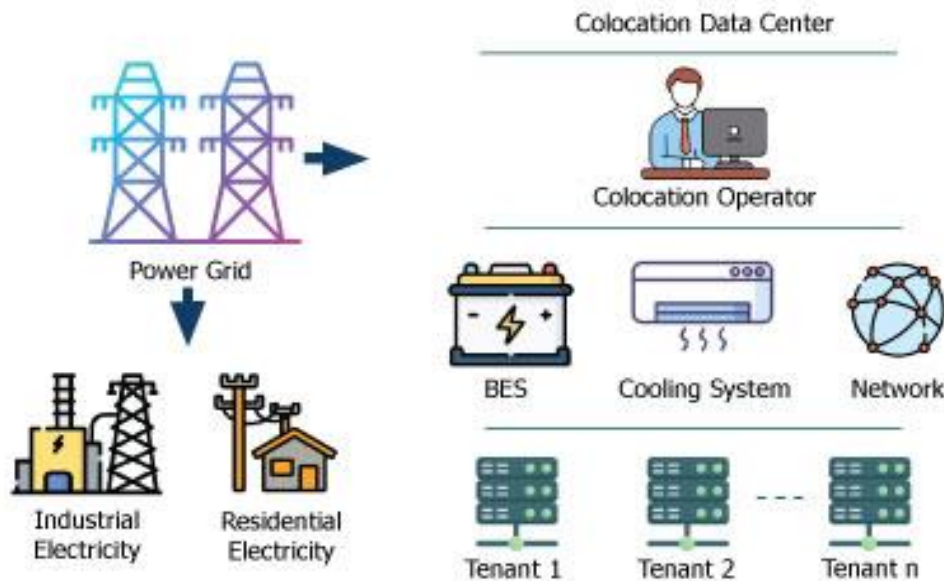 Colocation Data Center
Colocation Operator
Power Grid
BES
Cooling System
Network
Industrial
Electricity
Residential
Electricity
Tenant 1
Tenant 2
Tenant n